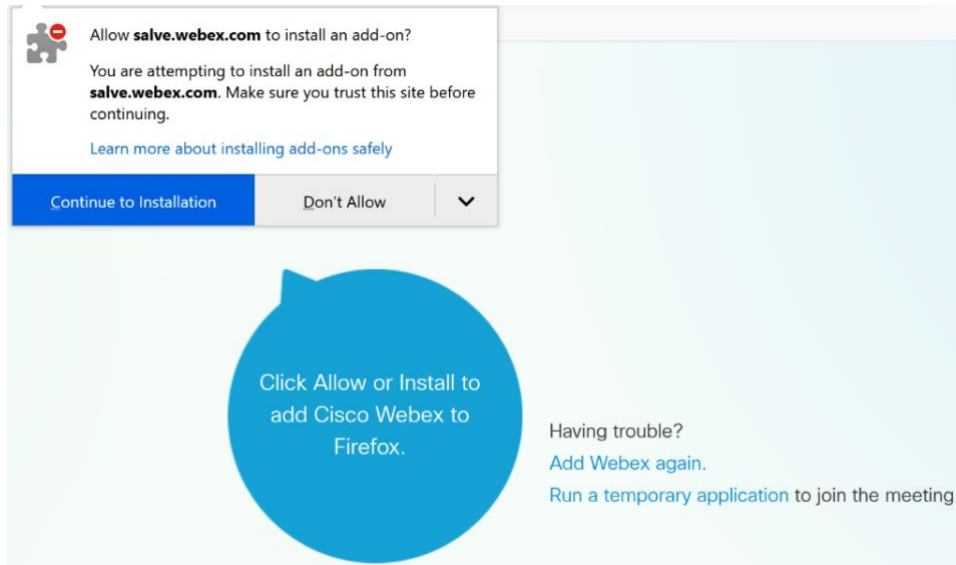 Allow salve.webex.com to install an add-on?
You are attempting to install an add-on from
salve.webex.com. Make sure you trust this site before
continuing.
Learn more about installing add-ons safely
Continue to Installation
Don't Allow
Click Allow or Install to
add Cisco Webex to
Firefox.
Having trouble?
Add Webex again.
Run a temporary application to join the meeting